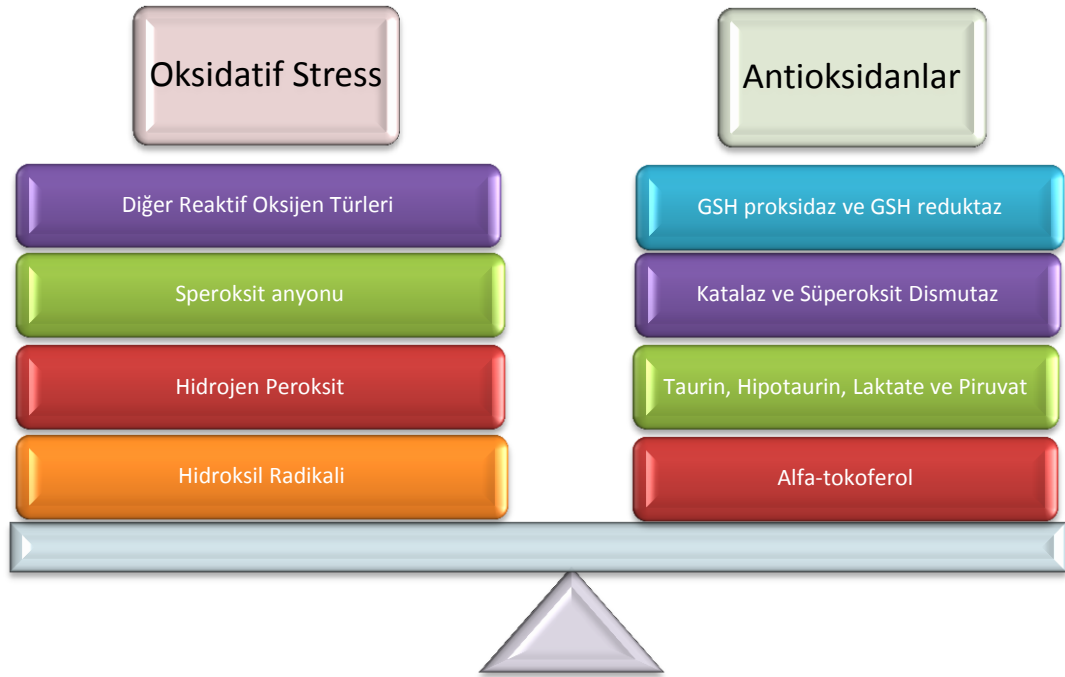 Oksidatif Stress
Antioksidanlar
Diğer Reaktif Oksijen Türleri
GSH proksidaz ve GSH reduktaz
Speroksit anyonu
Katalaz ve Süperoksit Dismutaz
Hidrojen Peroksit
Taurin, Hipotaurin, Laktate ve Piruvat
Hidroksil Radikali
Alfa-tokoferol